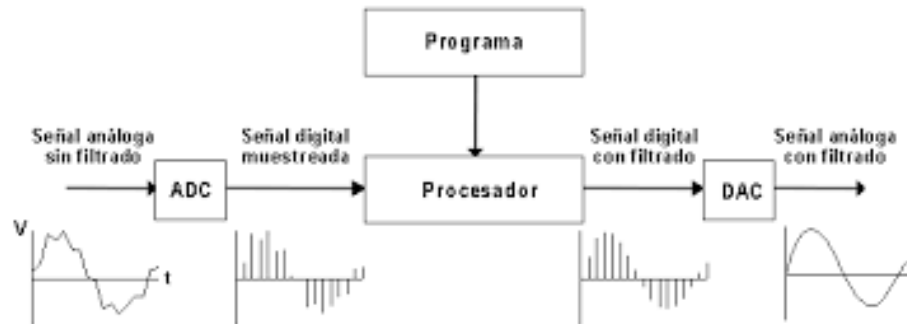 Programa
Señal análoga
sin filtrado
Señal digital
muestreada
Señal digital
con filtrado
Señal análoga
con filtrado
ADC
Procesador
DAC
V
t